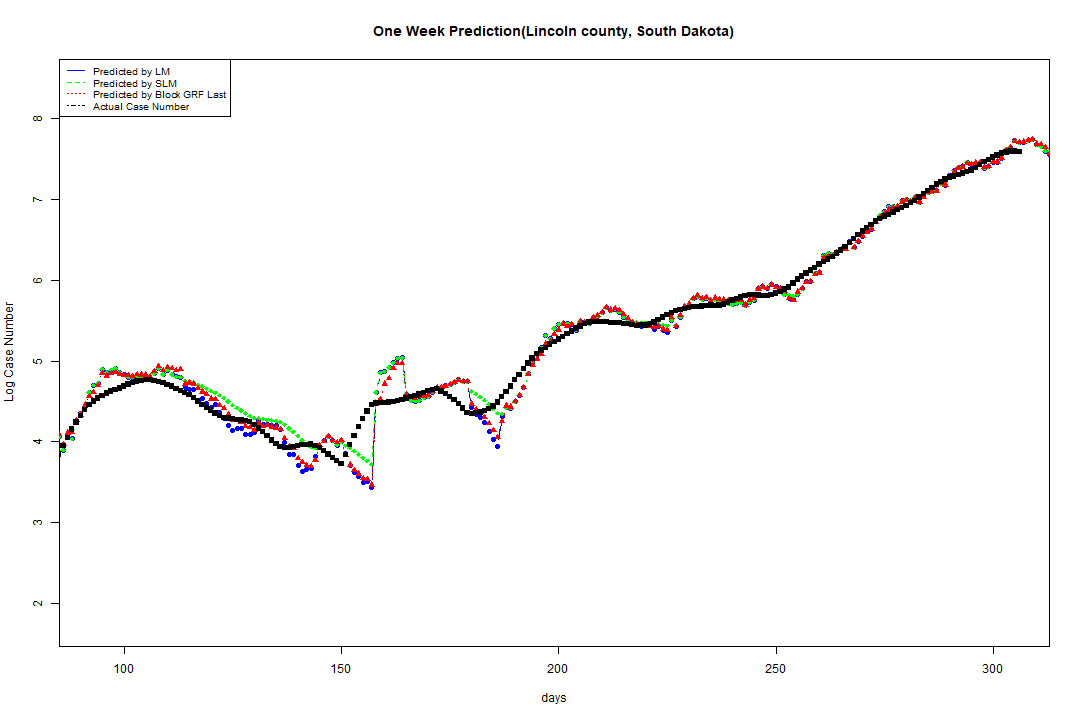 One Week Prediction(Lincoln county, South Dakota)
Predicted by LM
Predicted by SLM
Predicted by Block GRF Last
Actual Case Number
8
7
6
5
4
3
2
Log Case Number
100 150 200 250 300
days